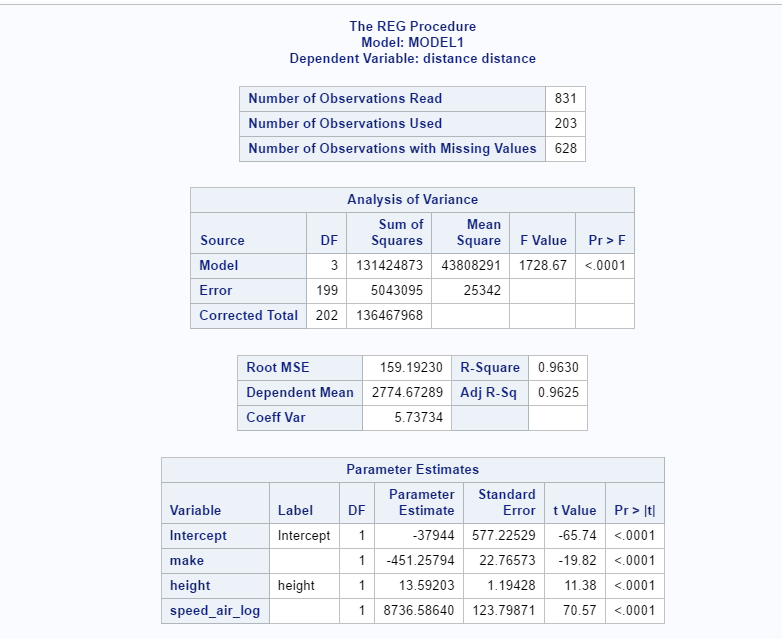 The REG Procedure
Model: MODEL1
Dependent Variable: distance distance
Number of Observations Read 831
Number of Observations Used 203
Number of Observations with Missing Values 628
Analysis of Variance
Source DF Sum of Squares Mean Square F Value Pr > F
Model 3 131424873 43808291 1728.67 <.0001
Error 199 5043095 25342
Corrected Total 202 136467968
Root MSE 159.19230 R-Square 0.9630
Dependent Mean 2774.67289 Adj R-Sq 0.9625
Coeff Var 5.73734
Parameter Estimates
Variable Label DF Parameter Estimate Standard Error t Value Pr > |t|
Intercept Intercept 1 -37944 577.22529 -65.74 <.0001
make 1 -451.25794 22.76573 -19.82 <.0001
height height 1 13.59203 1.19428 11.38 <.0001
speed_air_log 1 8736.58640 123.79871 70.57 <.0001